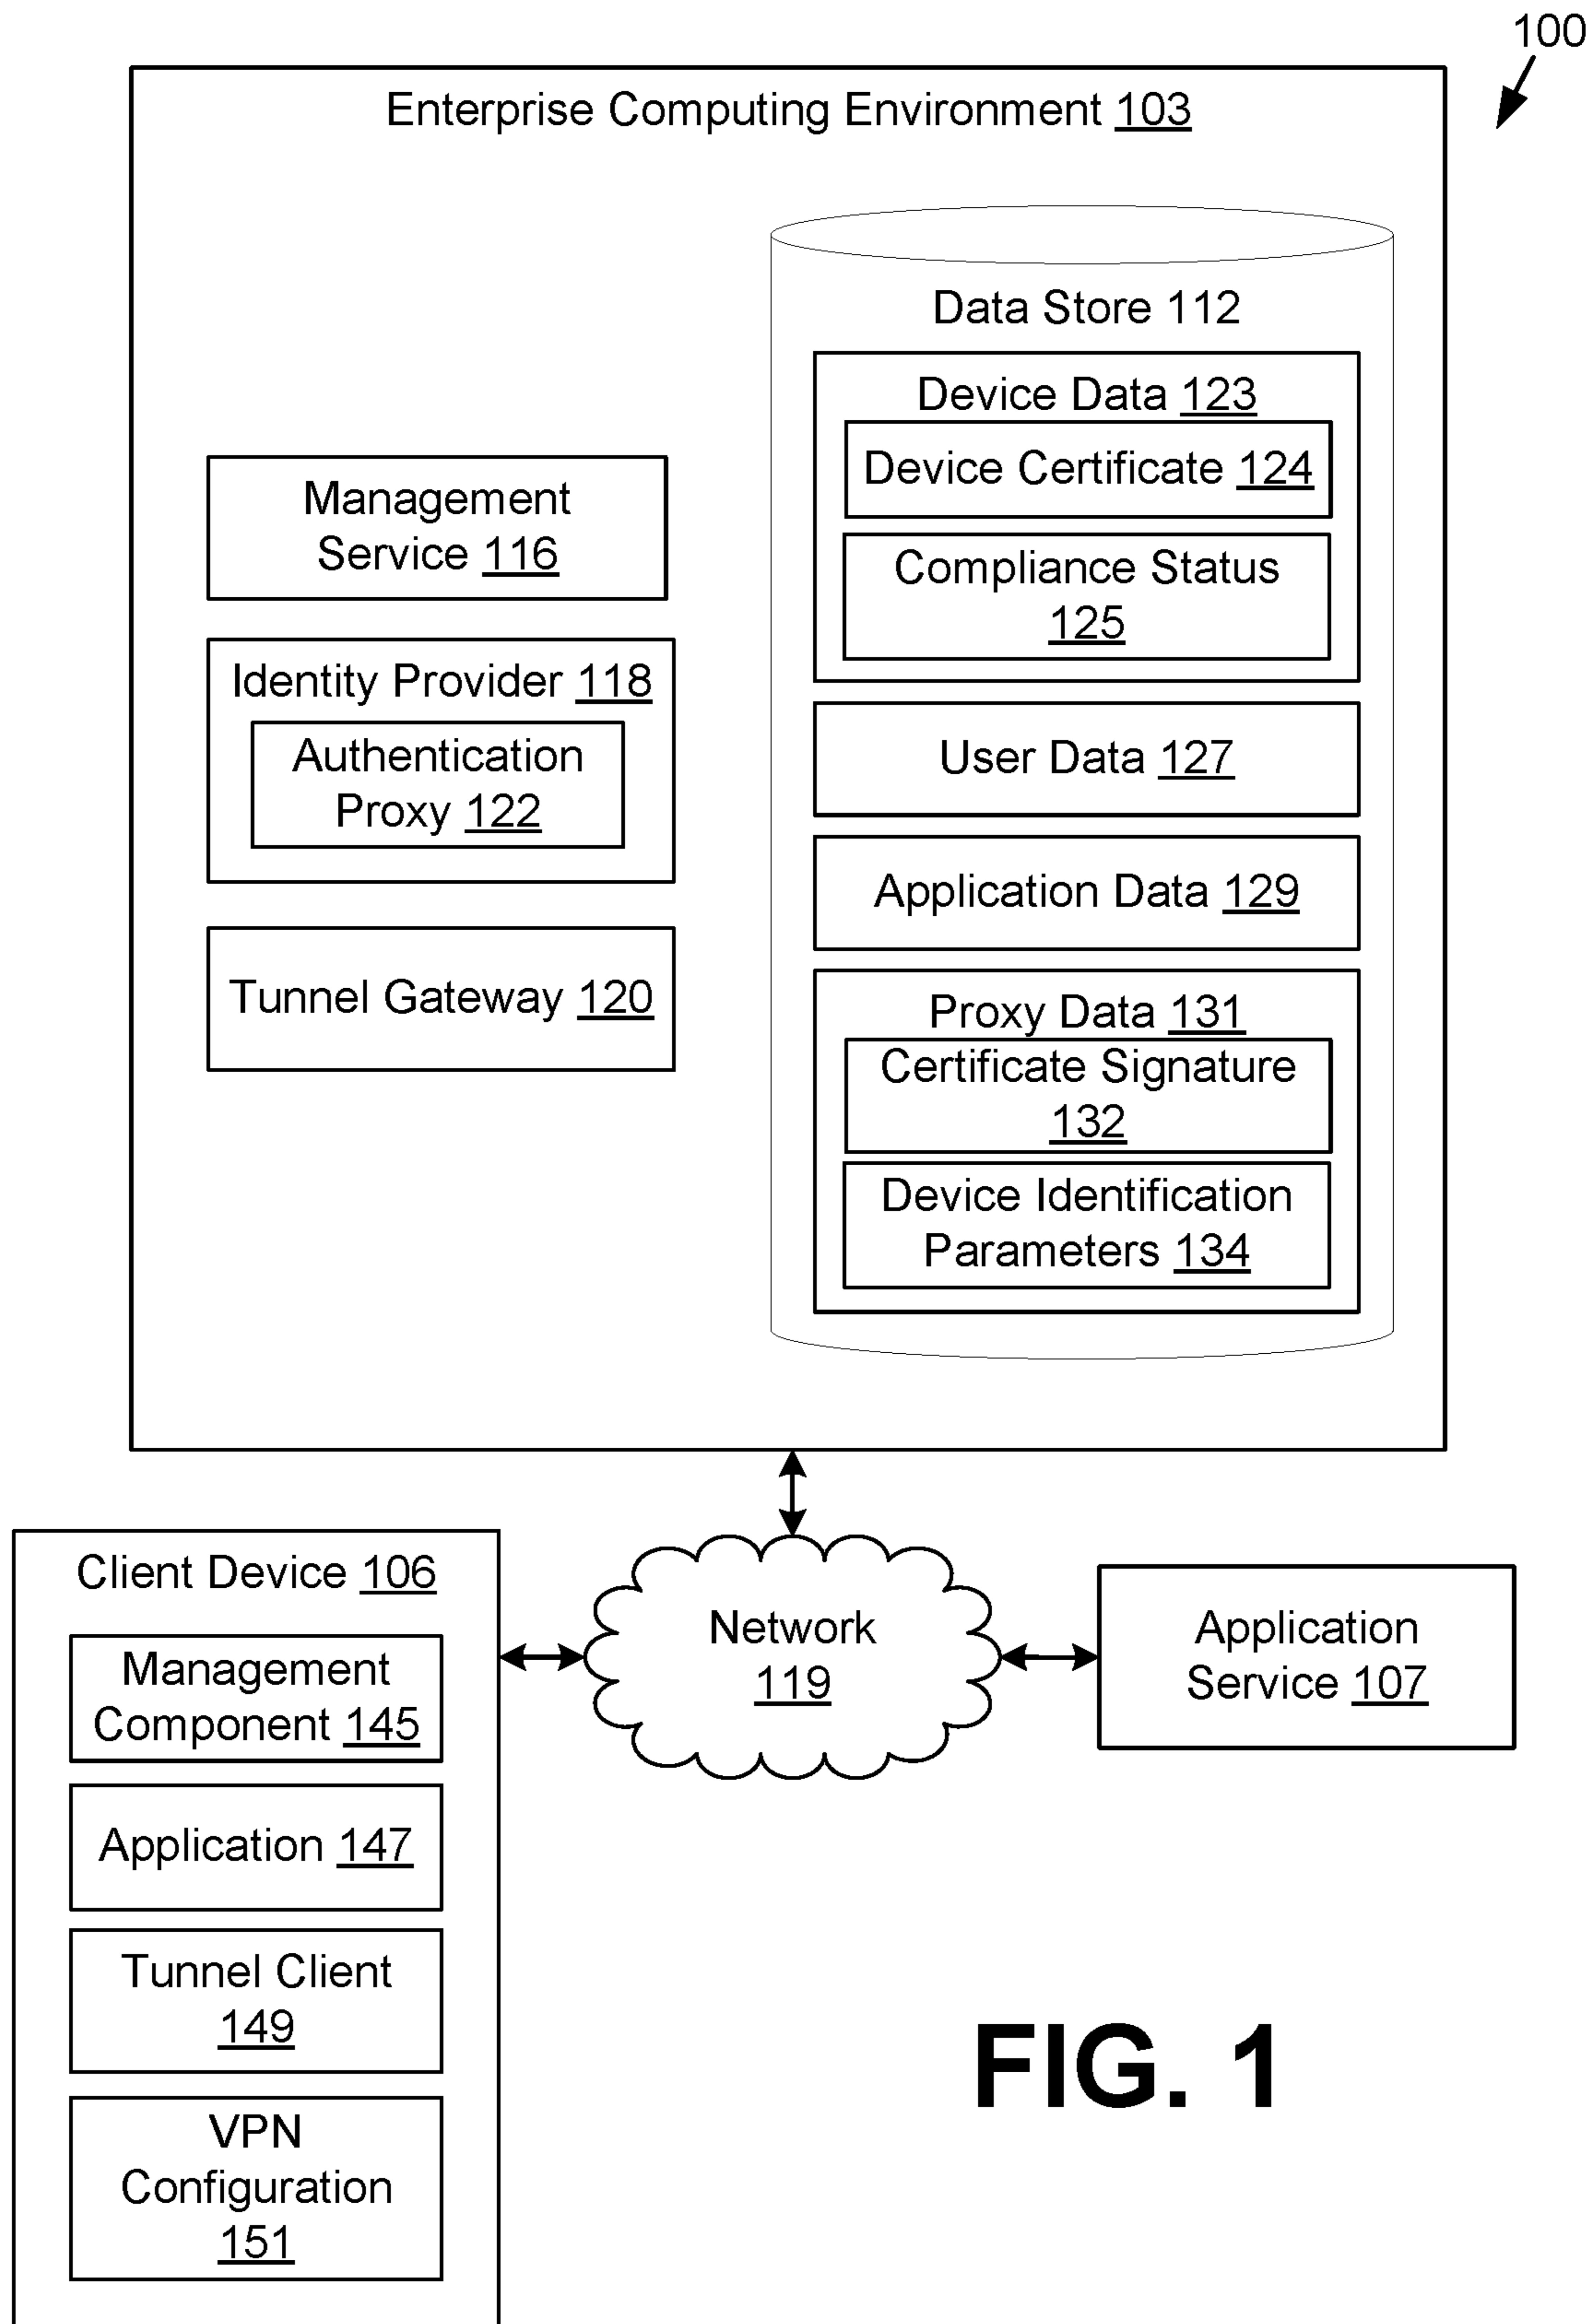 100
Enterprise Computing Environment 103
Management
Service 116
Identity Provider 118
Authentication
Proxy 122
Tunnel Gateway 120
Data Store 112
Device Data 123
Device Certificate 124
Compliance Status
125
User Data 127
Application Data 129
Proxy Data 131
Certificate Signature
132
Device Identification
Parameters 134
Client Device 106
Management
Component 145
Application 147
Tunnel Client
149
VPN
Configuration
151
Network
119
Application
Service 107
FIG. 1